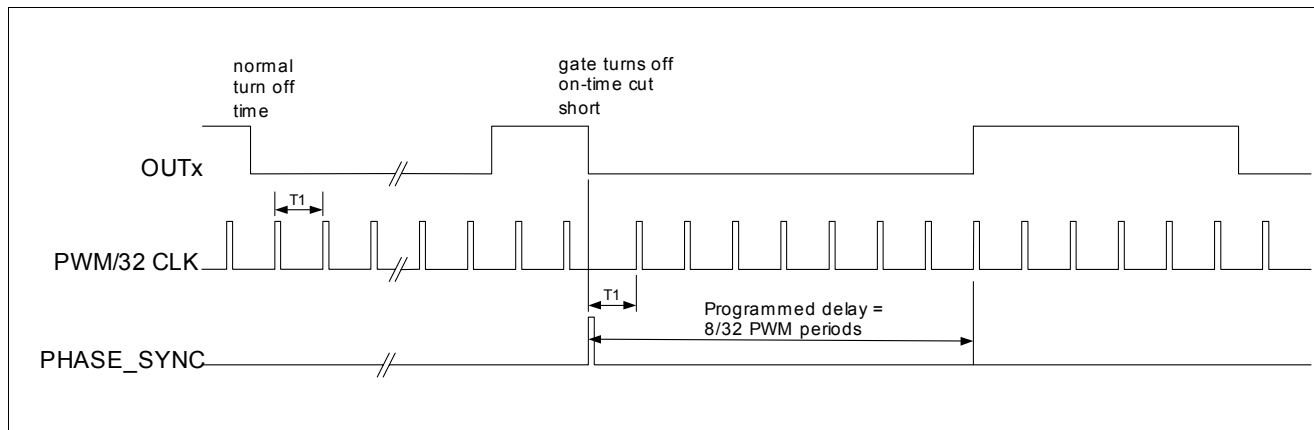 normal
turn off
time
gate turns off
on-time cut
short
OUTx
T1
PWM/32 CLK
T1
Programmed delay =
8/32 PWM periods
PHASE_SYNC